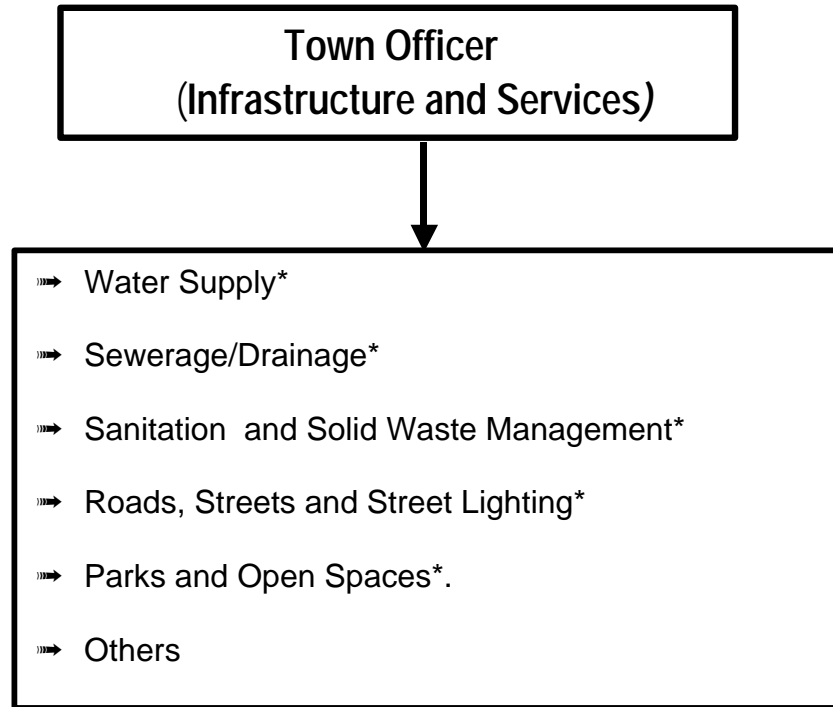 Town Officer
(Infrastructure and Services)
Water Supply*
Sewerage/Drainage*
Sanitation and Solid Waste Management*
Roads, Streets and Street Lighting*
Parks and Open Spaces*.
Others